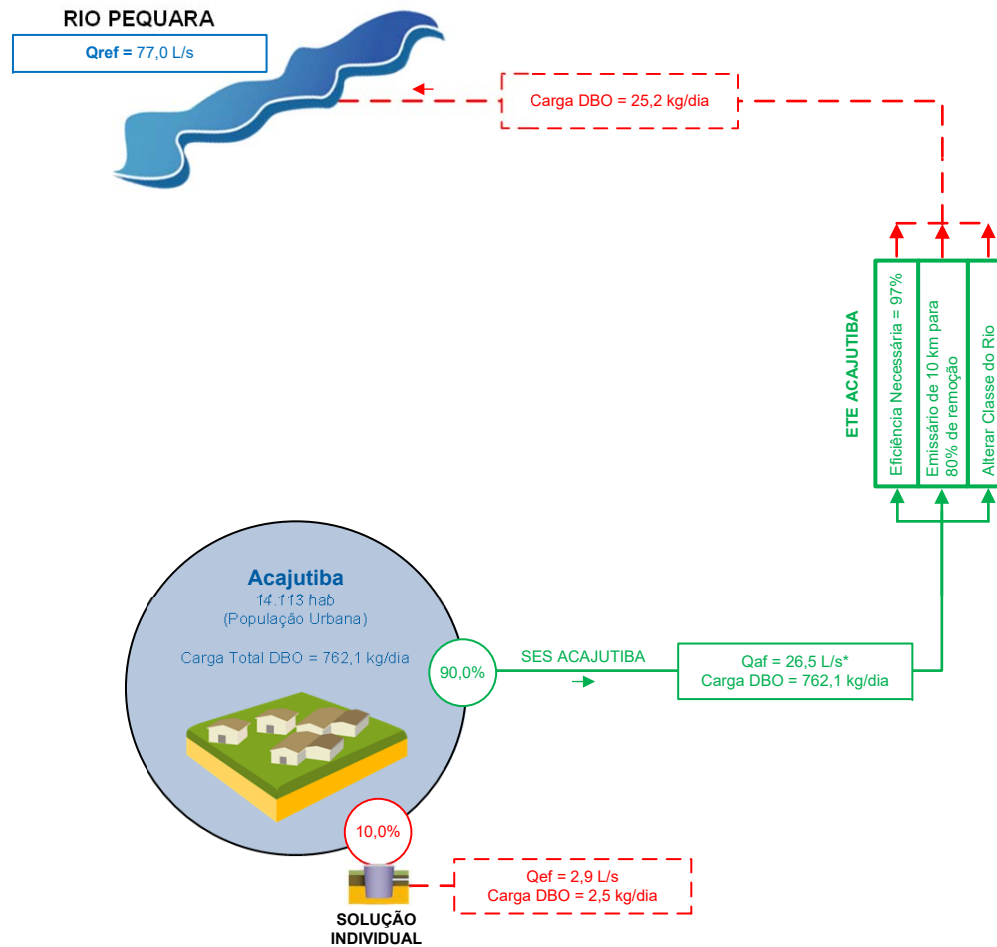 RIO PEQUARA
Qref = 77,0 L/s
Carga DBO = 25,2 kg/dia
ETE ACAJUTIBA
Eficiência Necessária = 97%
Emissário de 10 km para
80% de remoção
Alterar Classe do Rio
Acajutiba
14.113 hab
(População Urbana)
Carga Total DBO = 762,1 kg/dia
90,0%
SES ACAJUTIBA
Qaf = 26,5 L/s*
Carga DBO = 762,1 kg/dia
10,0%
Qef = 2,9 L/s
Carga DBO = 2,5 kg/dia
SOLUÇÃO
INDIVIDUAL